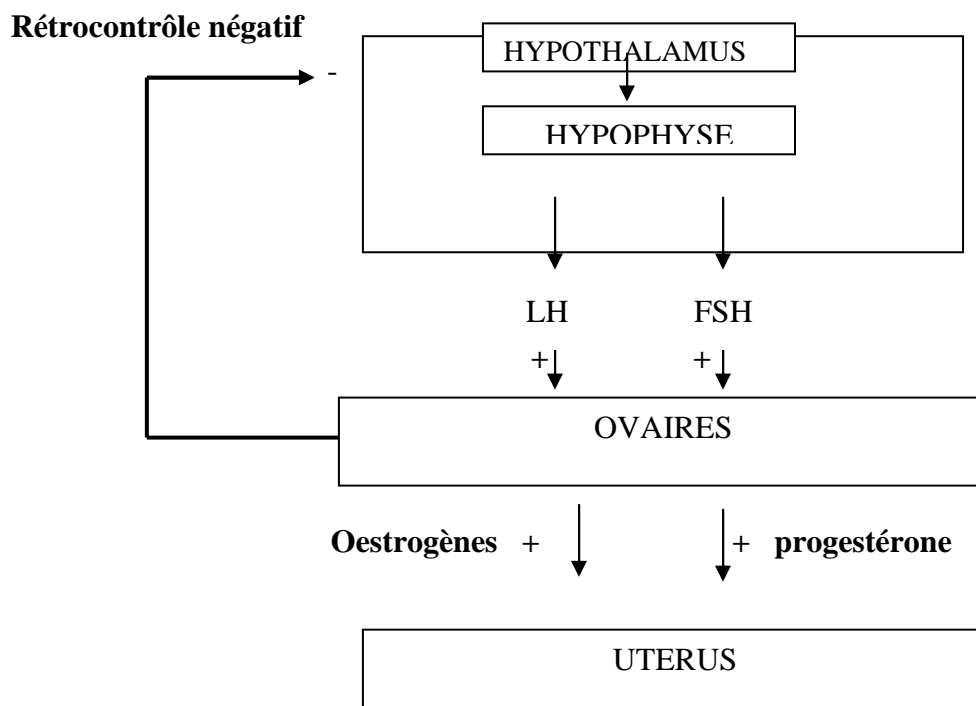 Rétrocontrôle négatif
HYPOTHALAMUS
-
HYPOPHYSE
LH FSH
+ +
OVAIRES
Oestrogènes + + progestérone
UTERUS